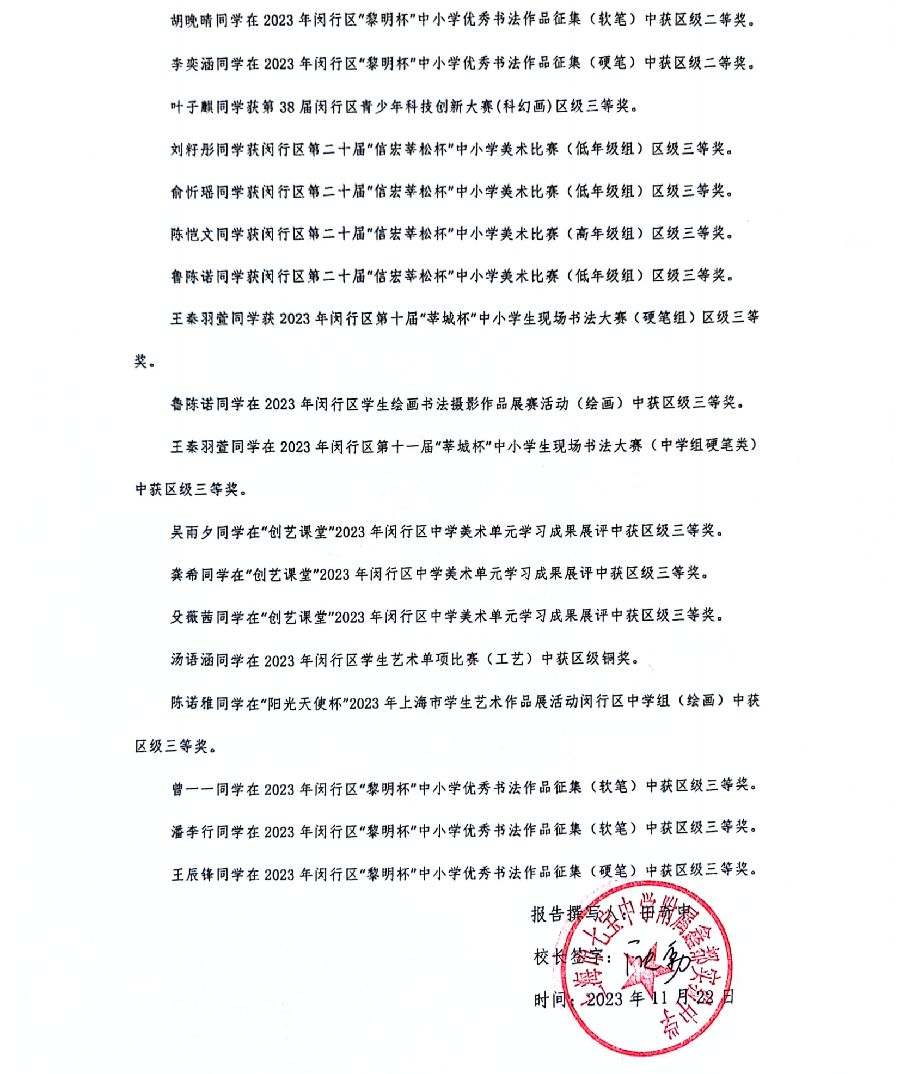 胡晚晴同学在 2023 年闵行区“黎明杯”中小学优秀书法作品征集（软笔）中获区级二等奖。
李奕涵同学在 2023 年闵行区“黎明杯”中小学优秀书法作品征集（硬笔）中获区级二等奖。
叶子麒同学获第 38 届闵行区青少年科技创新大赛(科幻画)区级三等奖。
刘籽彤同学获闵行区第二十届“信宏莘松杯”中小学美术比赛（低年级组）区级三等奖。
俞忻瑶同学获闵行区第二十届“信宏莘松杯”中小学美术比赛（低年级组）区级三等奖。
陈恺文同学获闵行区第二十届“信宏莘松杯”中小学美术比赛（高年级组）区级三等奖。
鲁陈诺同学获闵行区第二十届“信宏莘松杯”中小学美术比赛（低年级组）区级三等奖。
王秦羽萱同学获 2023 年闵行区第十届“莘城杯”中小学生现场书法大赛（硬笔组）区级三等
奖。
鲁陈诺同学在 2023 年闵行区学生绘画书法摄影作品展赛活动（绘画）中获区级三等奖。
王秦羽萱同学在 2023 年闵行区第十一届“莘城杯”中小学生现场书法大赛（中学组硬笔类）
中获区级三等奖。
吴雨夕同学在“创艺课堂”2023 年闵行区中学美术单元学习成果展评中获区级三等奖。
龚希同学在“创艺课堂”2023 年闵行区中学美术单元学习成果展评中获区级三等奖。
殳薇茜同学在“创艺课堂”2023 年闵行区中学美术单元学习成果展评中获区级三等奖。
汤语涵同学在 2023 年闵行区学生艺术单项比赛（工艺）中获区级铜奖。
陈诺雅同学在“阳光天使杯”2023 年上海市学生艺术作品展活动闵行区中学组（绘画）中获
区级三等奖。
曾一一同学在 2023 年闵行区“黎明杯”中小学优秀书法作品征集（软笔）中获区级三等奖。
潘李行同学在 2023 年闵行区“黎明杯”中小学优秀书法作品征集（软笔）中获区级三等奖。
王辰锋同学在 2023 年闵行区“黎明杯”中小学优秀书法作品征集（硬笔）中获区级三等奖。
报告撰写人：田
校长签字：
时间：2023 年 11 月 22 日
上海市七宝中学附属鑫都实验中学